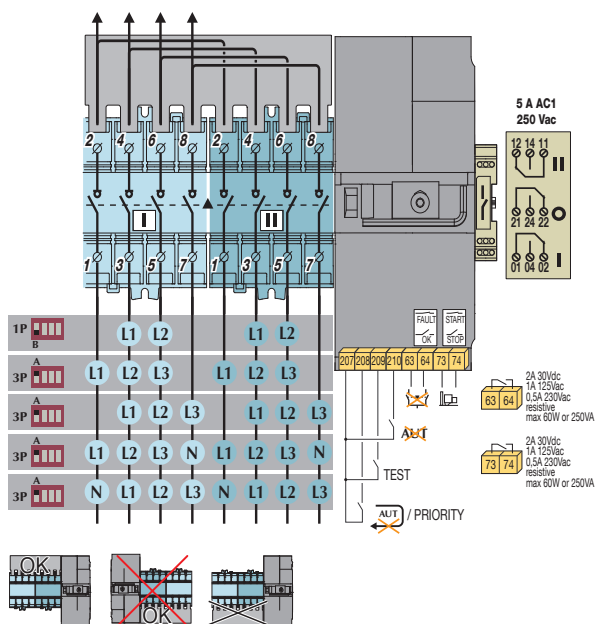 5 A AC1
250 Vac
2 4 6 8 2 4 6 8
12 14 11
II
I II
21 24 22
O
1 3 5 7 1 3 5 7
01 04 02
I
FAULT START
OK STOP
1P B L1 L2 L1 L2
207 208 209 210 63 64 73 74
3P A L1 L2 L3 L1 L2 L3
63 64
2A 30Vdc
1A 125Vac
0,5A 230Vac
resistive
max 60W or 250VA
3P A L1 L2 L3 L1 L2 L3
AUT
3P A L1 L2 L3 N L1 L2 L3 N
73 74
2A 30Vdc
1A 125Vac
0,5A 230Vac
resistive
max 60W or 250VA
TEST
3P A N L1 L2 L3 N L1 L2 L3
AUT / PRIORITY
OK
OK